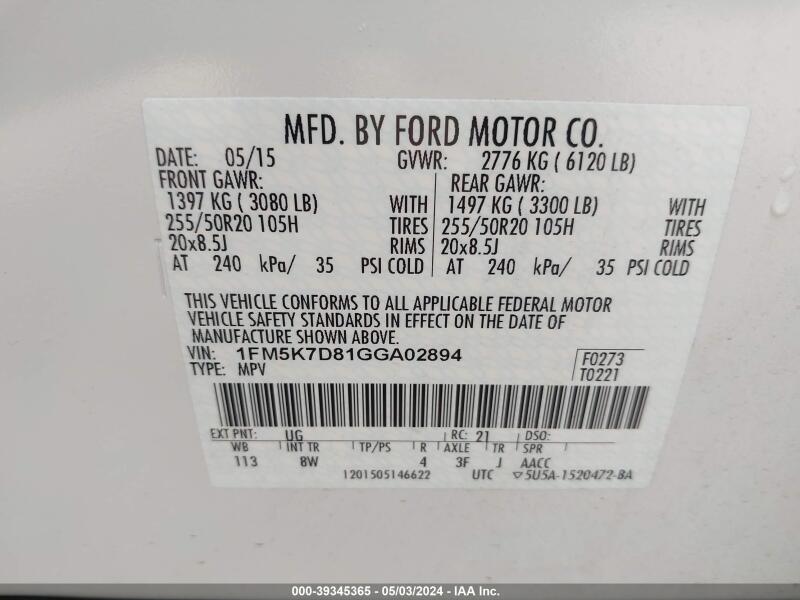 MFD. BY FORD MOTOR CO.
DATE: 05/15 GVWR: 2776 KG ( 6120 LB)
FRONT GAWR: REAR GAWR:
1397 KG ( 3080 LB) WITH 1497 KG ( 3300 LB) WITH
255/50R20 105H TIRES 255/50R20 105H TIRES
20x8.5J RIMS 20x8.5J RIMS
AT 240 kPa/ 35 PSI COLD AT 240 kPa/ 35 PSI COLD
THIS VEHICLE CONFORMS TO ALL APPLICABLE FEDERAL MOTOR
VEHICLE SAFETY STANDARDS IN EFFECT ON THE DATE OF
MANUFACTURE SHOWN ABOVE.
VIN: 1FM5K7D81GGA02894 F0273
TYPE: MPV T0221
EXT PNT: UG RC: 21 DSO:
WB INT TR TP/PS R AXLE TR SPR
113 8W 4 3F J AACC
1201505146622 UTC ▽5U5A-1520472-BA
000-39345365 - 05/03/2024 - IAA Inc.